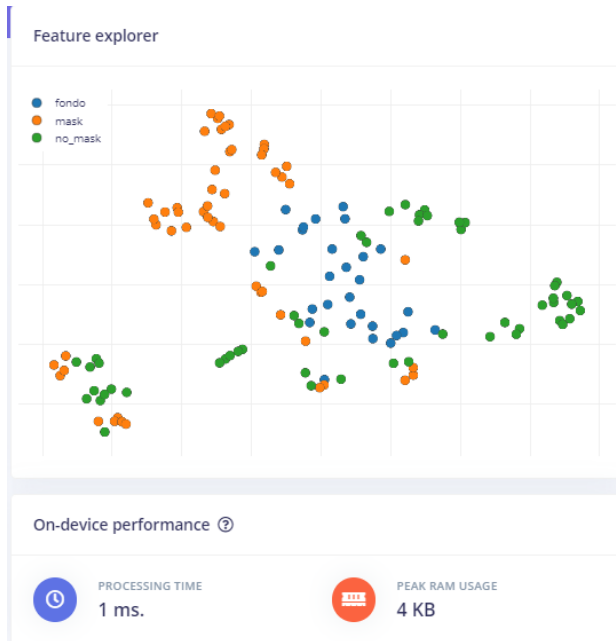 Feature explorer
fondo
mask
no_mask
On-device performance ?
PROCESSING TIME
1 ms.
PEAK RAM USAGE
4 KB